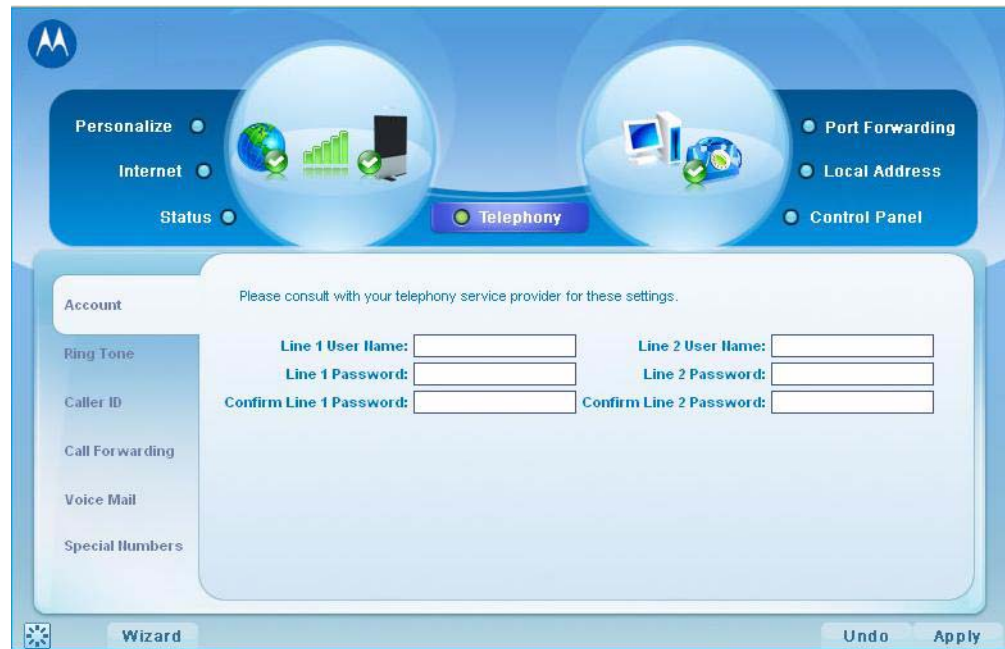 Personalize
Internet
Status
Telephony
Port Forwarding
Local Address
Control Panel
Account
Ring Tone
Caller ID
Call Forwarding
Voice Mail
Special Numbers
Please consult with your telephony service provider for these settings.
Line 1 User Name:
Line 2 User Name:
Line 1 Password:
Line 2 Password:
Confirm Line 1 Password:
Confirm Line 2 Password:
Wizard
Undo
Apply